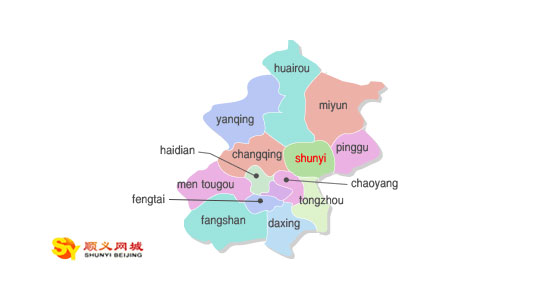 huairou
miyun
yanqing
pinggu
haidian
changqing
shunyi
men tougou
chaoyang
fengtai
tongzhou
fangshan
daxing
SY 顺义网城
SHUNYI BEIJING